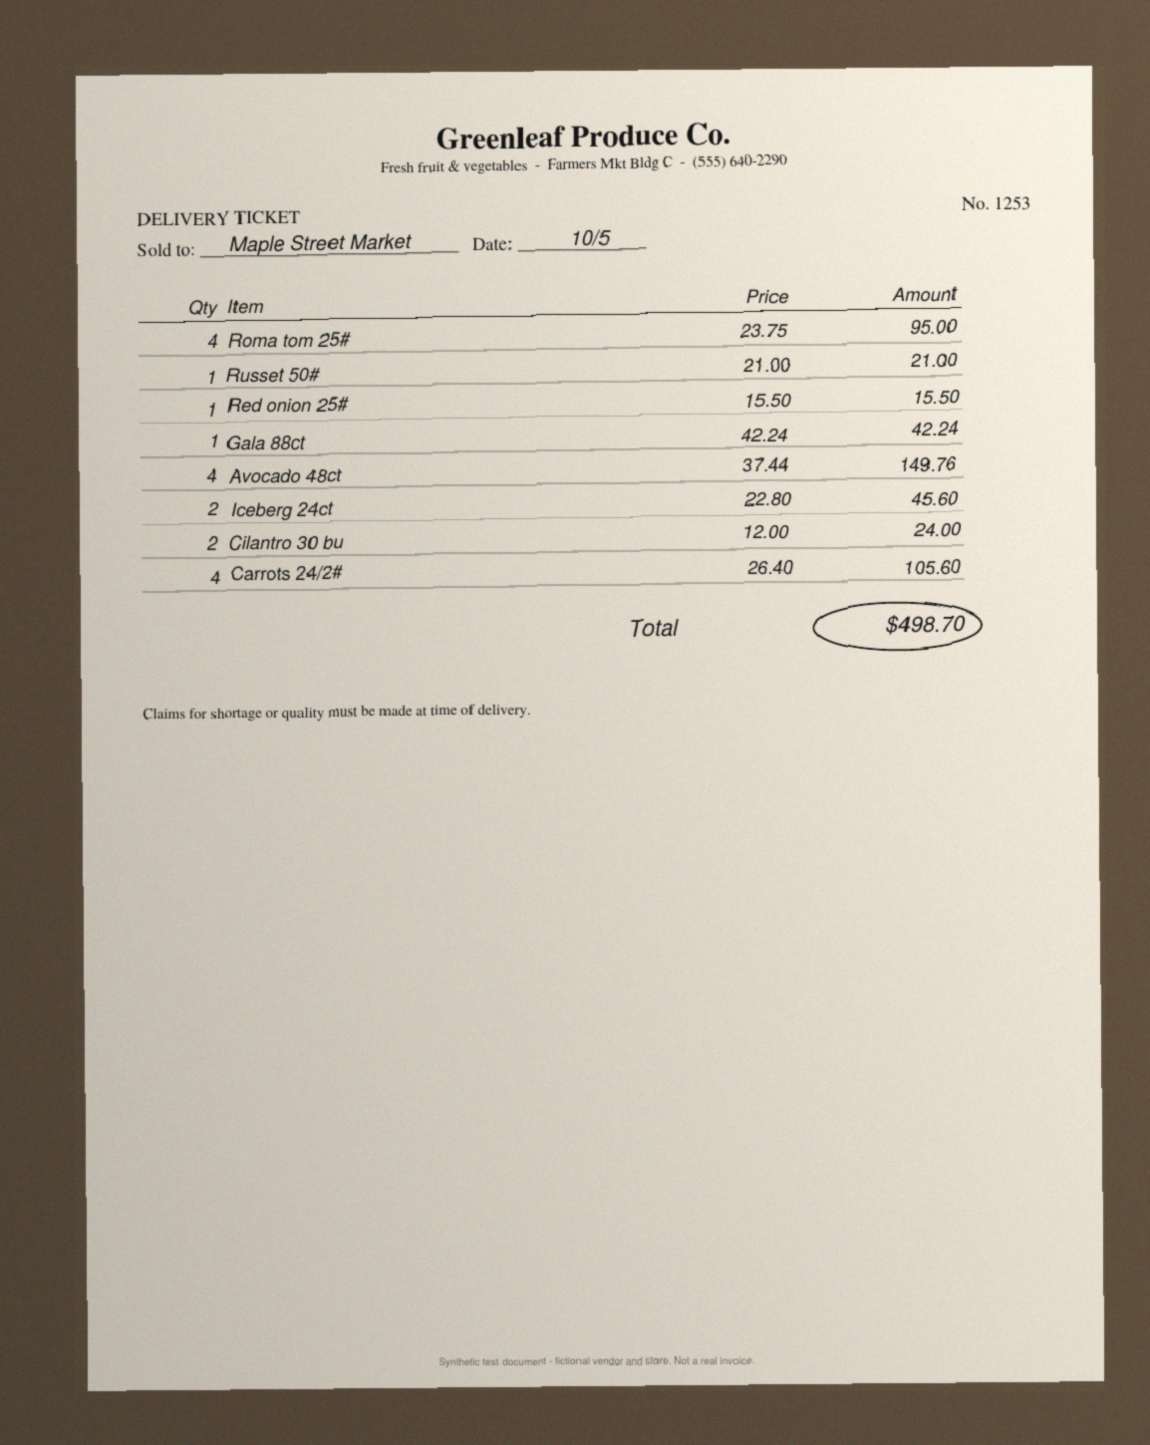 Greenleaf Produce Co.
Fresh fruit & vegetables - Farmers Mkt Bldg C - (555) 640-2290
No. 1253
DELIVERY TICKET
Sold to: Maple Street Market Date: 10/5
Qty Item Price Amount
4 Roma tom 25# 23.75 95.00
1 Russet 50# 21.00 21.00
1 Red onion 25# 15.50 15.50
1 Gala 88ct 42.24 42.24
4 Avocado 48ct 37.44 149.76
2 Iceberg 24ct 22.80 45.60
2 Cilantro 30 bu 12.00 24.00
4 Carrots 24/2# 26.40 105.60
Total $498.70
Claims for shortage or quality must be made at time of delivery.
Synthetic test document - fictional vendor and store. Not a real invoice.